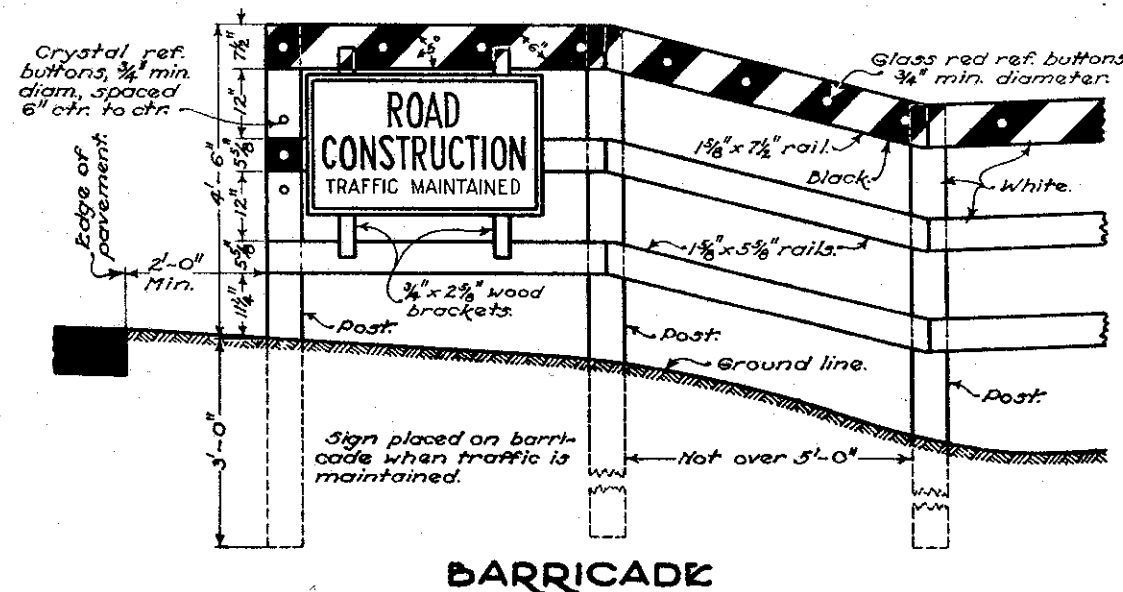 Crystal ref.
buttons, 3/4" min.
diam., spaced
6" ctr. to ctr.
7 1/2"
12"
5 5/8"
12"
5 5/8"
11 1/4"
4'-6"
3'-0"
Edge of
pavement.
2'-0"
Min.
45°
6"
ROAD
CONSTRUCTION
TRAFFIC MAINTAINED
Glass red ref. buttons
3/4" min. diameter.
1 5/8" x 7 1/2" rail.
Black.
White.
1 5/8" x 5 5/8" rails.
3/4" x 2 5/8" wood
brackets.
Post.
Post.
Ground line.
Post.
Sign placed on barri-
cade when traffic is
maintained.
Not over 5'-0"
BARRICADE